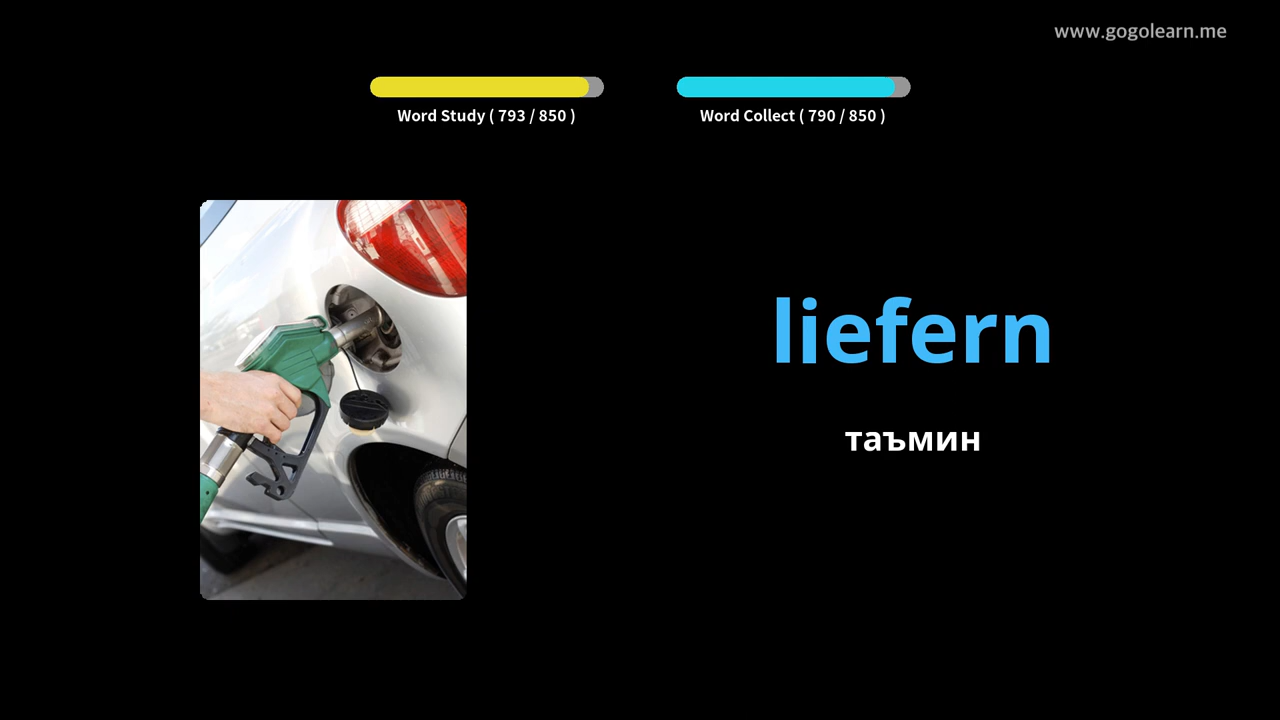 www.gogolearn.me
Word Study ( 793 / 850 )
Word Collect ( 790 / 850 )
liefern
таъмин